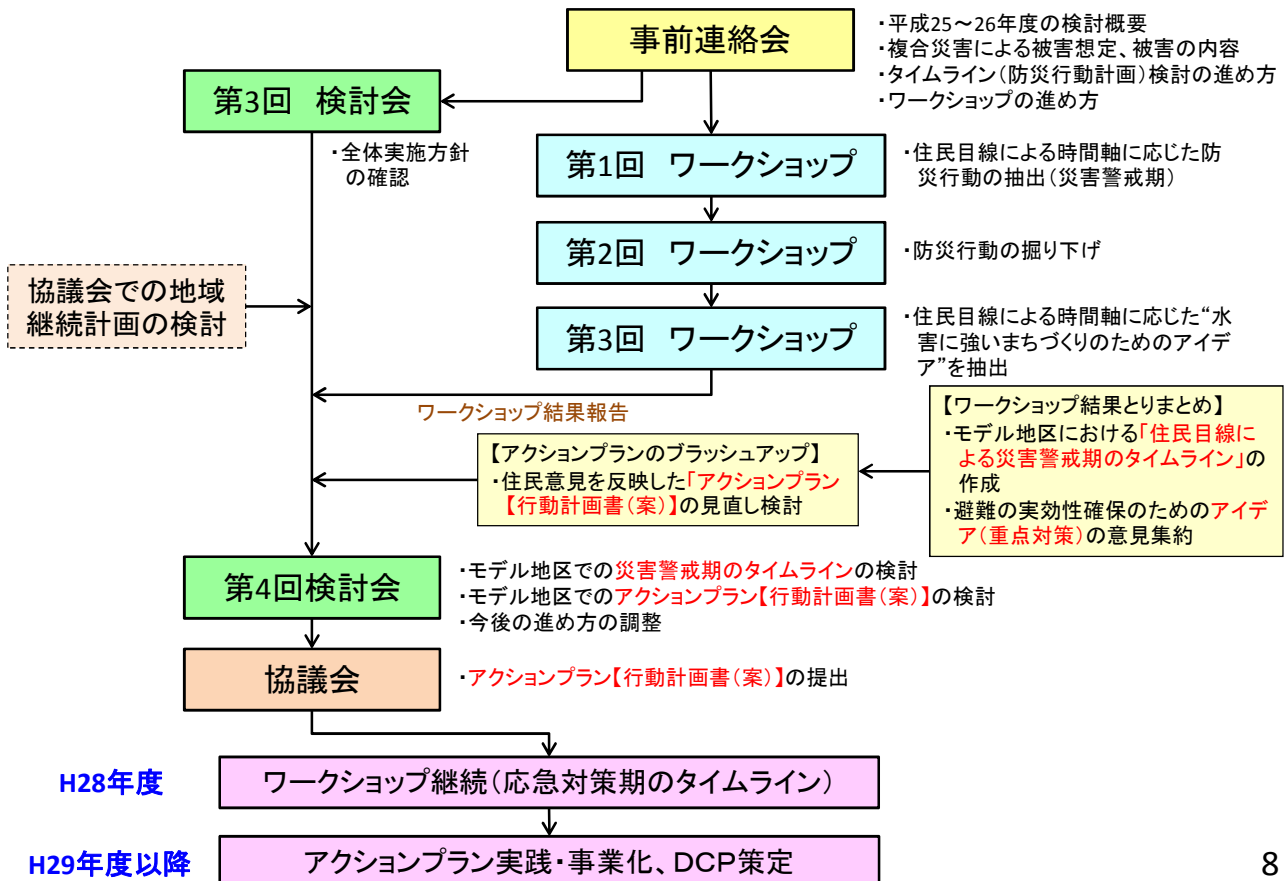 事前連絡会
・平成25～26年度の検討概要
・複合災害による被害想定、被害の内容
・タイムライン（防災行動計画）検討の進め方
・ワークショップの進め方
第3回　検討会
・全体実施方針
の確認
第1回　ワークショップ
・住民目線による時間軸に応じた防
災行動の抽出（災害警戒期）
第2回　ワークショップ
・防災行動の掘り下げ
協議会での地域
継続計画の検討
第3回　ワークショップ
・住民目線による時間軸に応じた“水
害に強いまちづくりのためのアイデ
ア”を抽出
ワークショップ結果報告
【ワークショップ結果とりまとめ】
・モデル地区における「住民目線に
よる災害警戒期のタイムライン」の
作成
・避難の実効性確保のためのアイデ
ア（重点対策）の意見集約
【アクションプランのブラッシュアップ】
・住民意見を反映した「アクションプラン
【行動計画書（案）】の見直し検討
第4回検討会
・モデル地区での災害警戒期のタイムラインの検討
・モデル地区でのアクションプラン【行動計画書（案）】の検討
・今後の進め方の調整
協議会
・アクションプラン【行動計画書（案）】の提出
H28年度
ワークショップ継続（応急対策期のタイムライン）
H29年度以降
アクションプラン実践・事業化、DCP策定
8